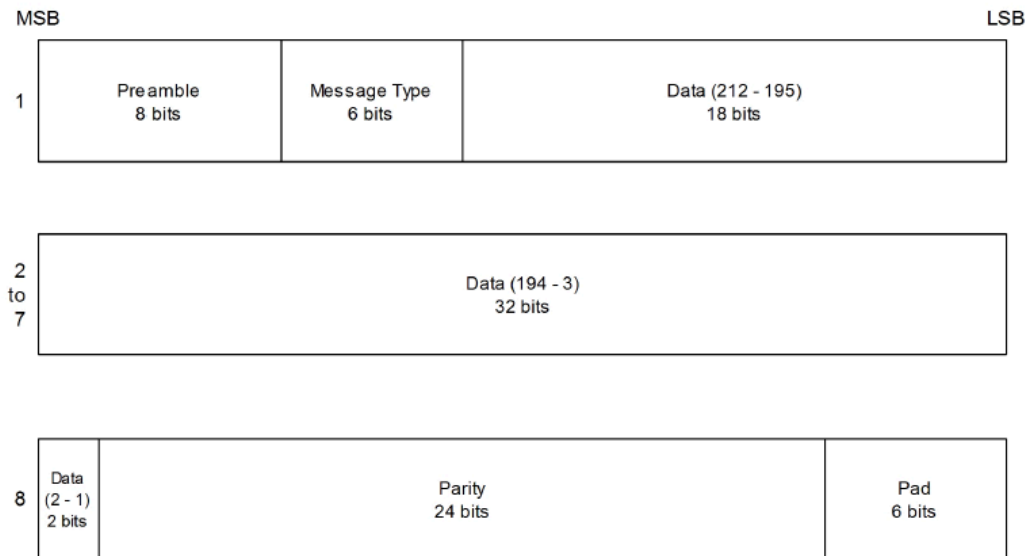 MSB
LSB
1
Preamble
8 bits
Message Type
6 bits
Data (212 - 195)
18 bits
2
to
7
Data (194 - 3)
32 bits
8
Data
(2 - 1)
2 bits
Parity
24 bits
Pad
6 bits